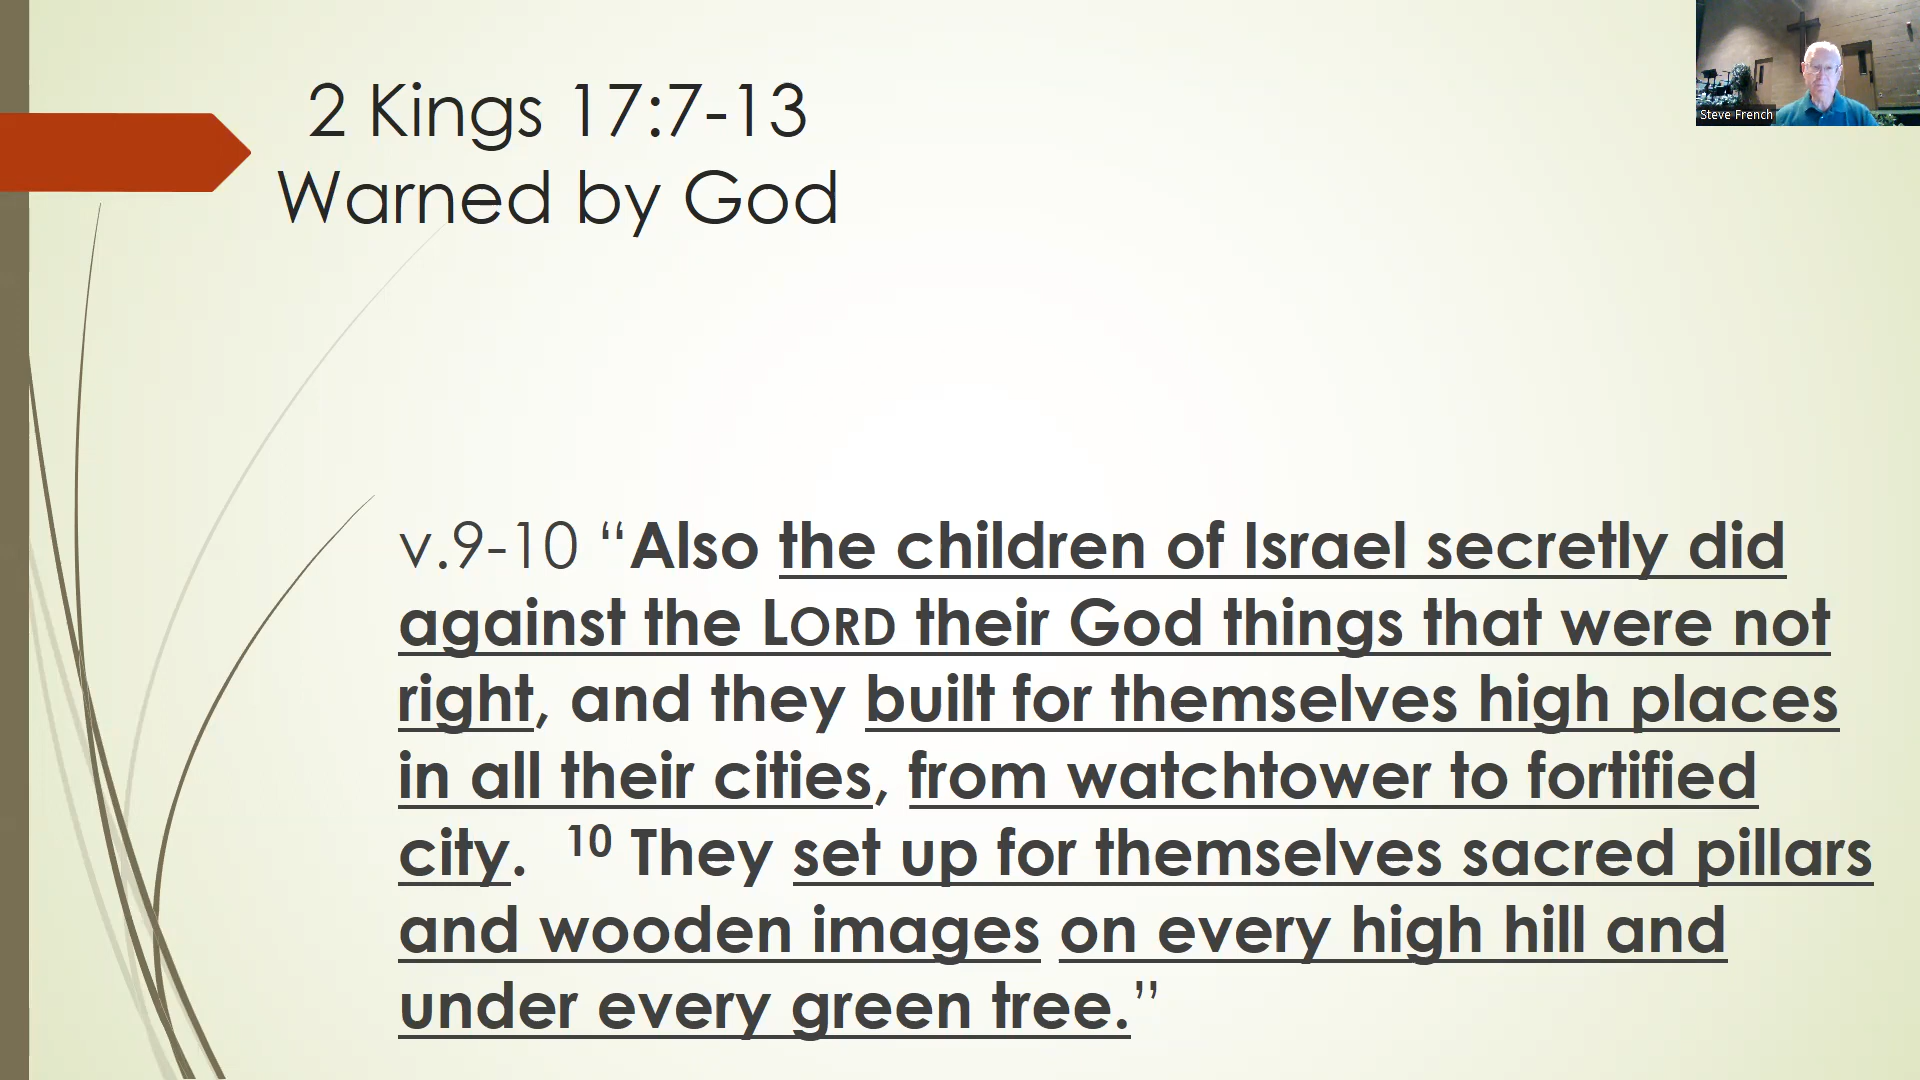 2 Kings 17:7-13
Warned by God
Steve French
v.9-10 “Also the children of Israel secretly did
against the LORD their God things that were not
right, and they built for themselves high places
in all their cities, from watchtower to fortified
city. 10 They set up for themselves sacred pillars
and wooden images on every high hill and
under every green tree.”